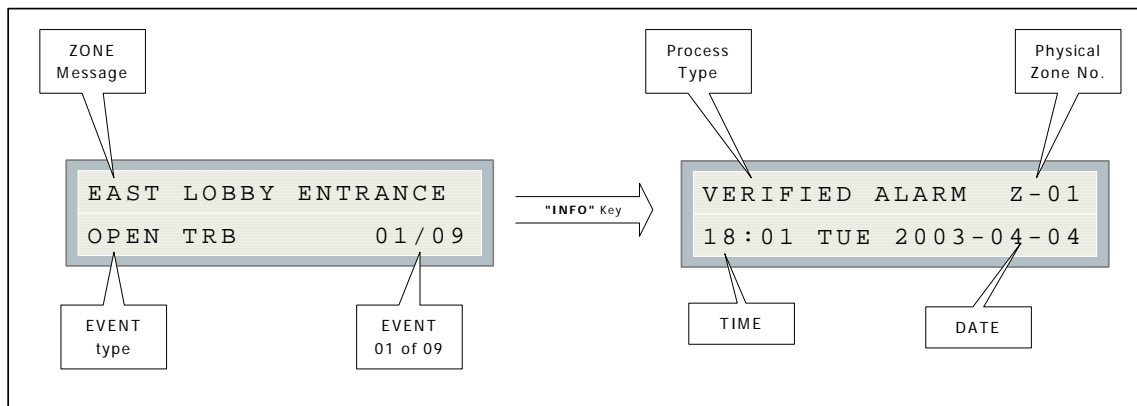 ZONE
Message
Process
Type
Physical
Zone No.
EAST LOBBY ENTRANCE
OPEN TRB 01/09
"INFO" Key
VERIFIED ALARM Z-01
18:01 TUE 2003-04-04
EVENT
type
EVENT
01 of 09
TIME
DATE